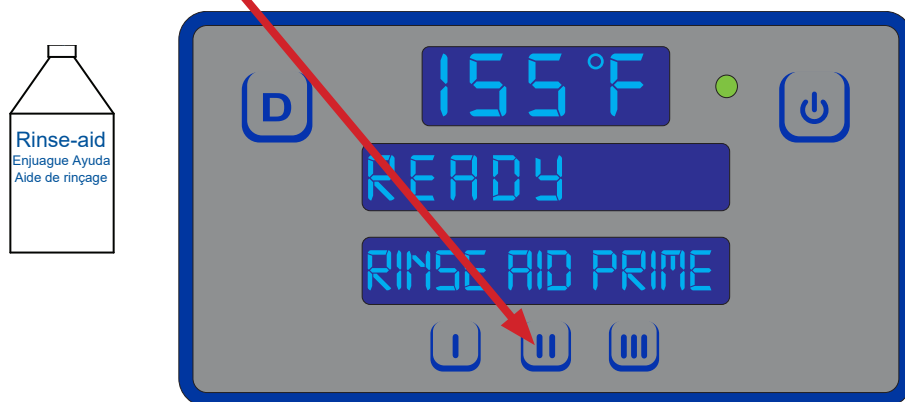 Rinse-aid
Enjuague Ayuda
Aide de rinçage
D
155°F
READY
RINSE AID PRIME
I
II
III